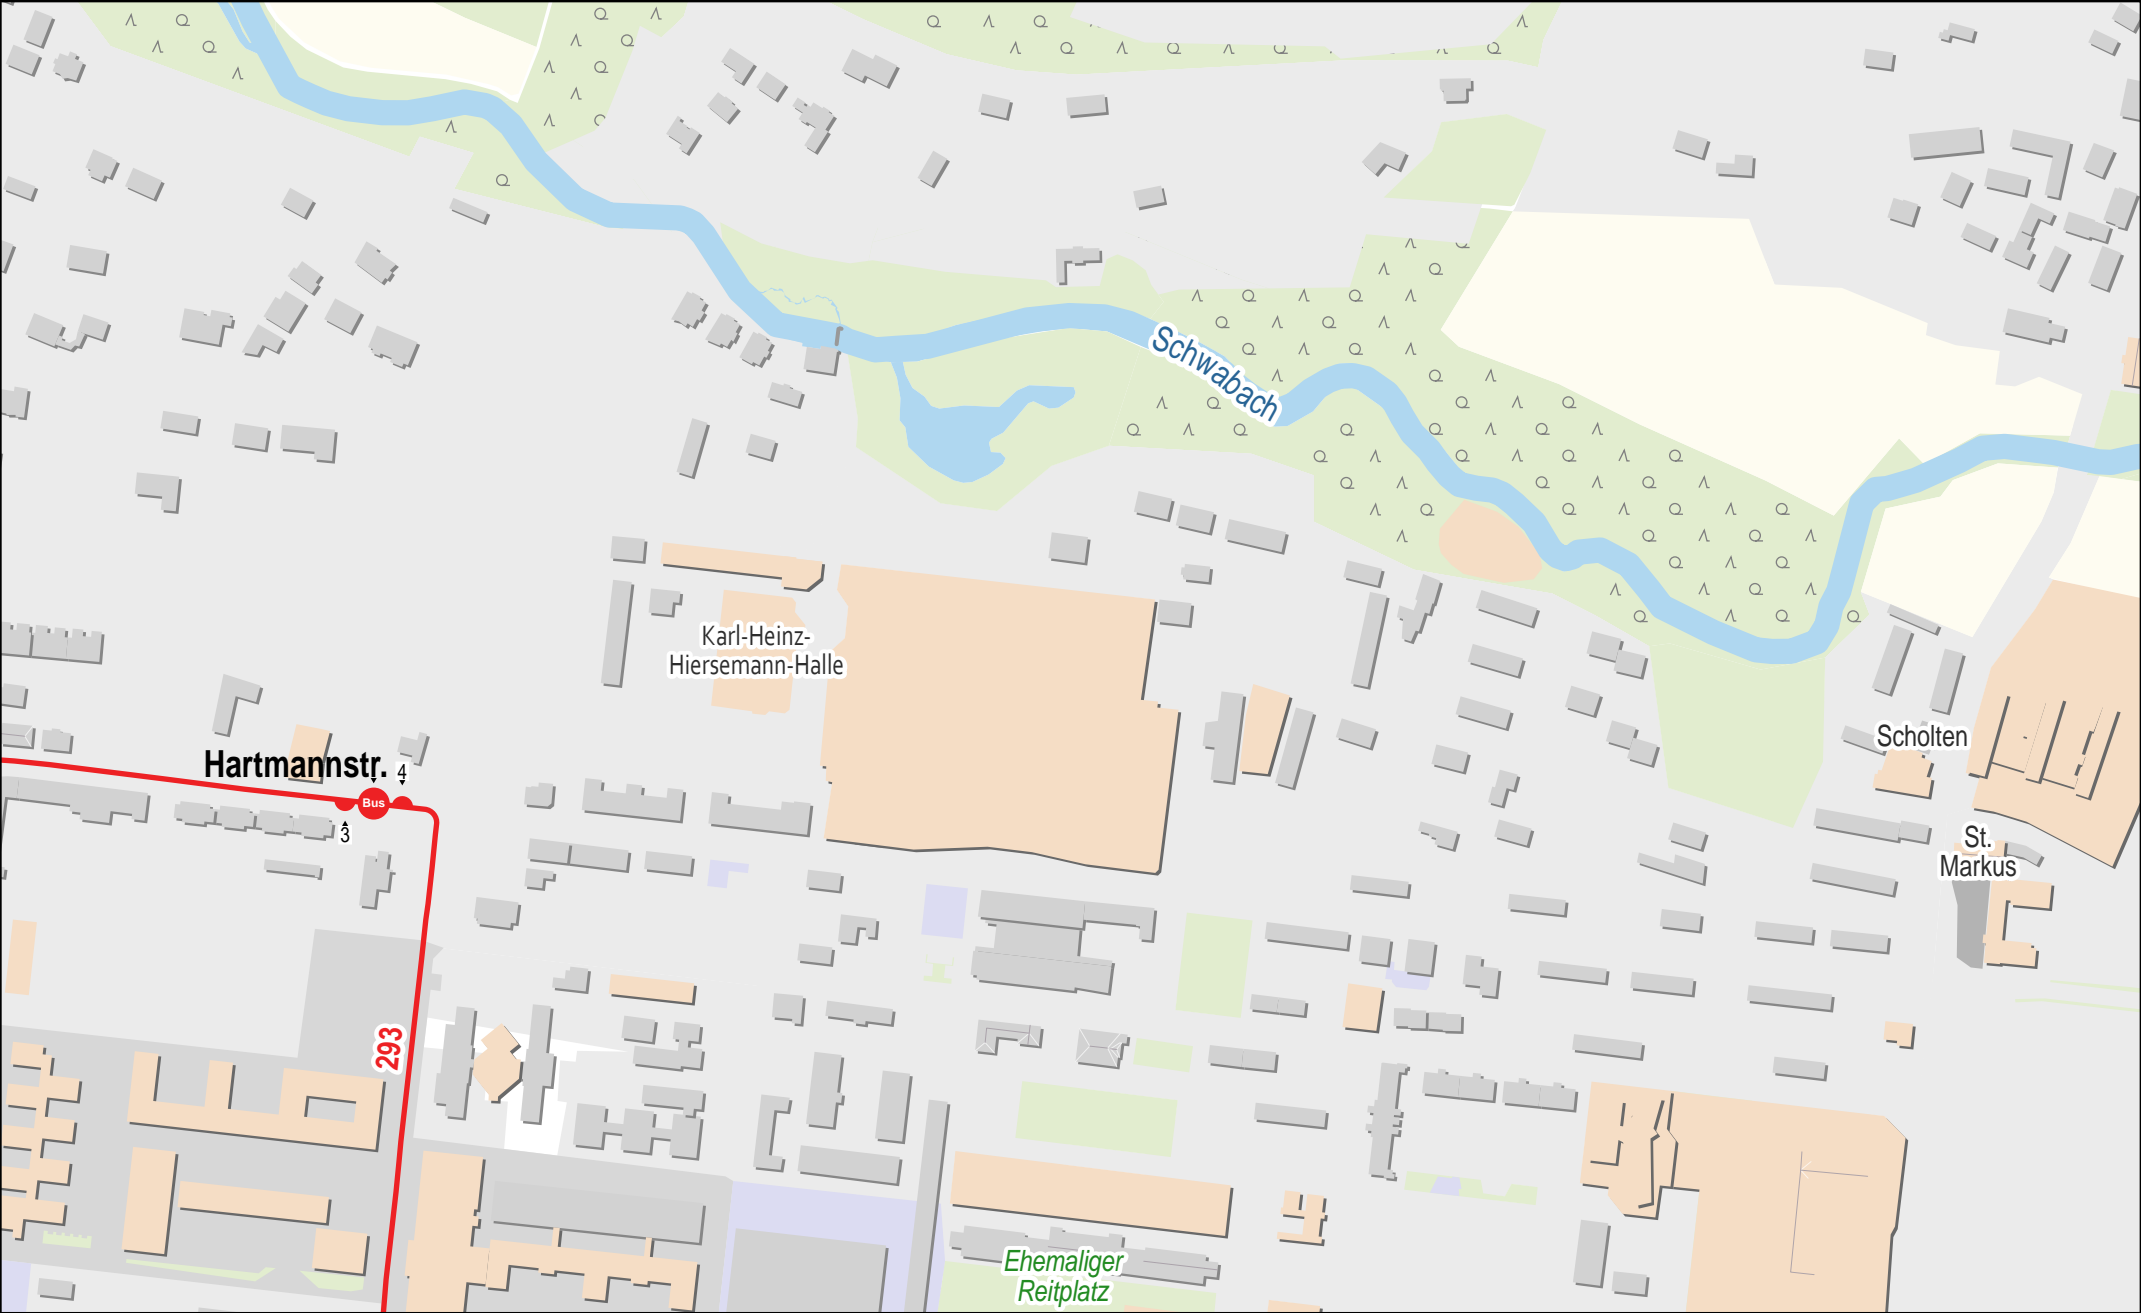 Schwabach
Karl-Heinz-
Hiersemann-Halle
Scholten
Hartmannstr.
4
Bus
3
St.
Markus
293
Ehemaliger
Reitplatz